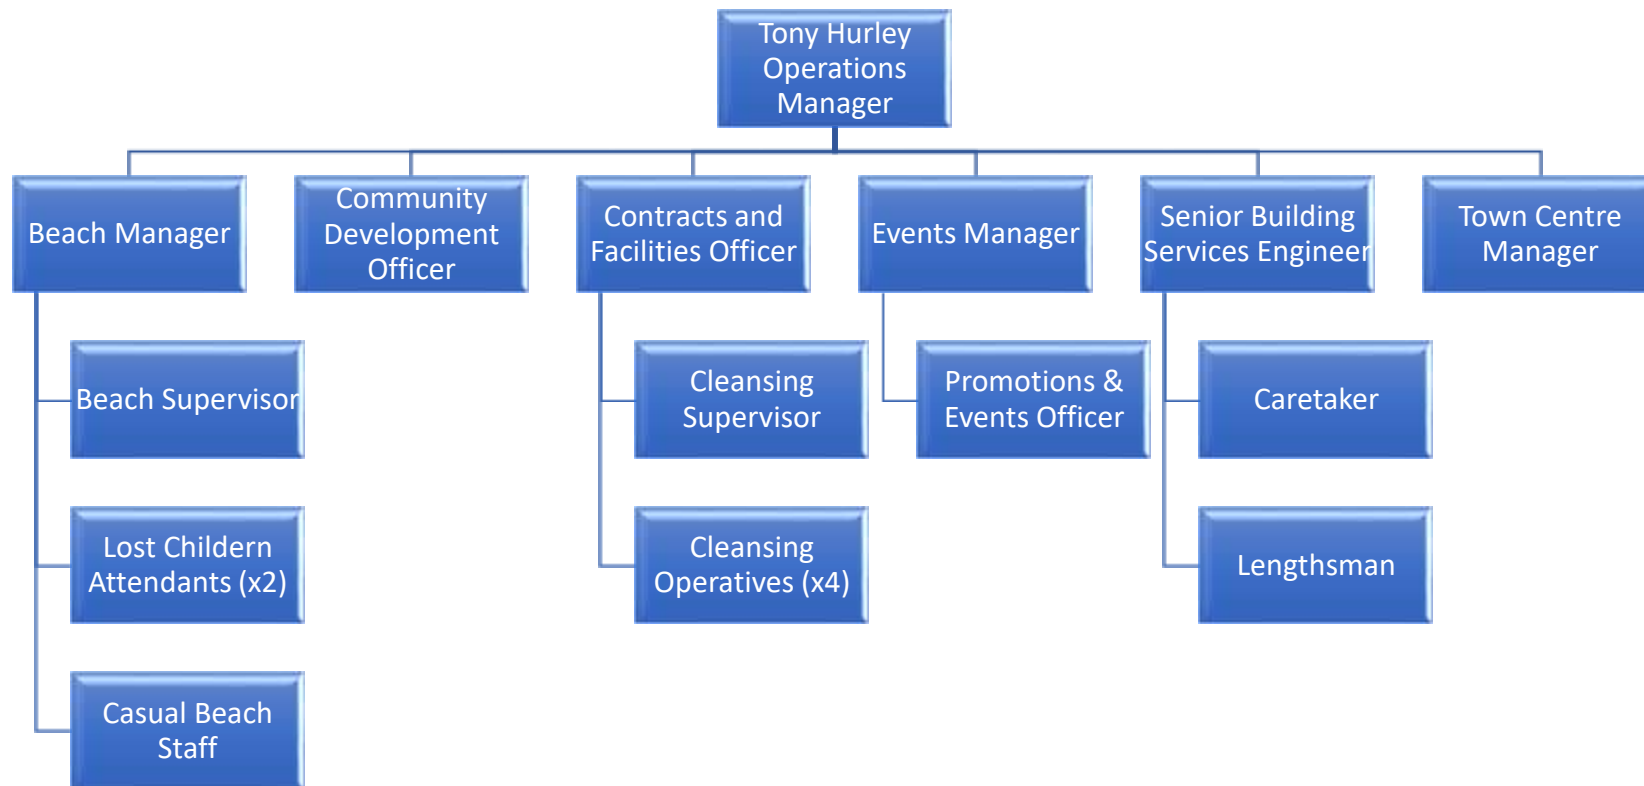 Tony Hurley
Operations
Manager
Beach Manager
Community
Development
Officer
Contracts and
Facilities Officer
Events Manager
Senior Building
Services Engineer
Town Centre
Manager
Beach Supervisor
Cleansing
Supervisor
Promotions &
Events Officer
Caretaker
Lost Childern
Attendants (x2)
Cleansing
Operatives (x4)
Lengthsman
Casual Beach
Staff